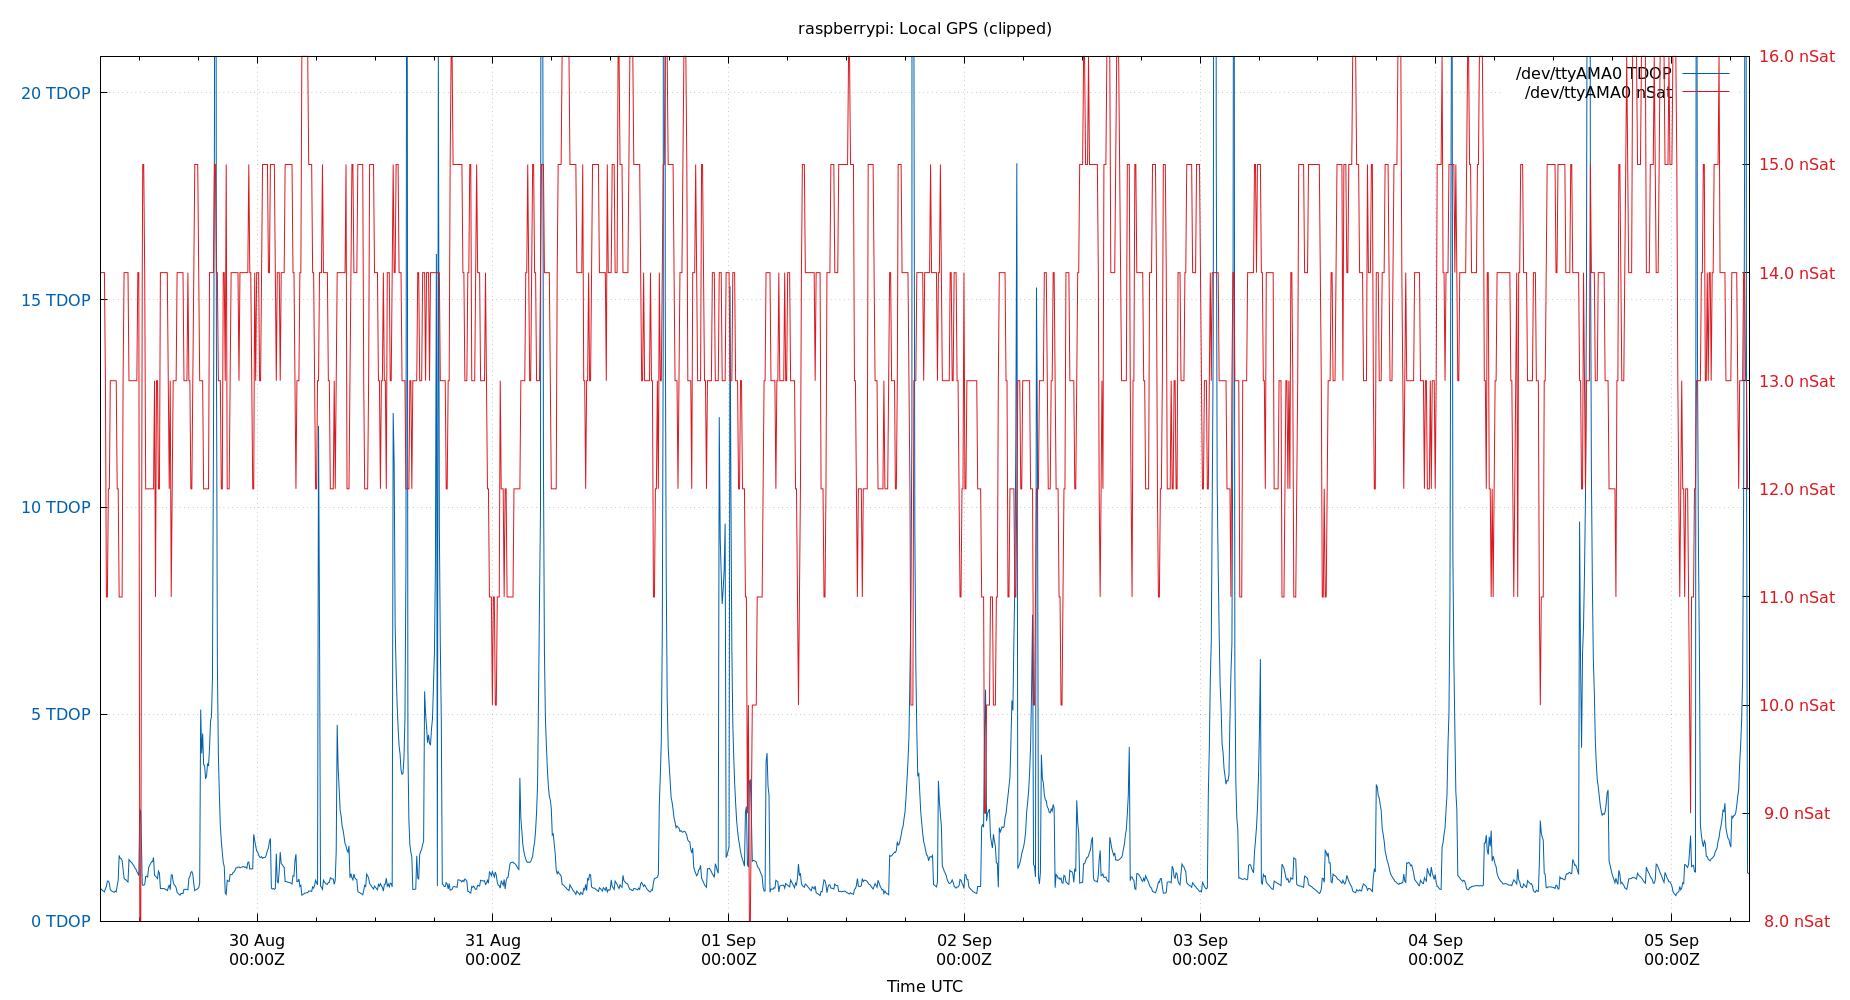 raspberrypi: Local GPS (clipped)
/dev/ttyAMA0 TDOP
/dev/ttyAMA0 nSat
20 TDOP
15 TDOP
10 TDOP
5 TDOP
0 TDOP
16.0 nSat
15.0 nSat
14.0 nSat
13.0 nSat
12.0 nSat
11.0 nSat
10.0 nSat
9.0 nSat
8.0 nSat
30 Aug
00:00Z
31 Aug
00:00Z
01 Sep
00:00Z
02 Sep
00:00Z
03 Sep
00:00Z
04 Sep
00:00Z
05 Sep
00:00Z
Time UTC